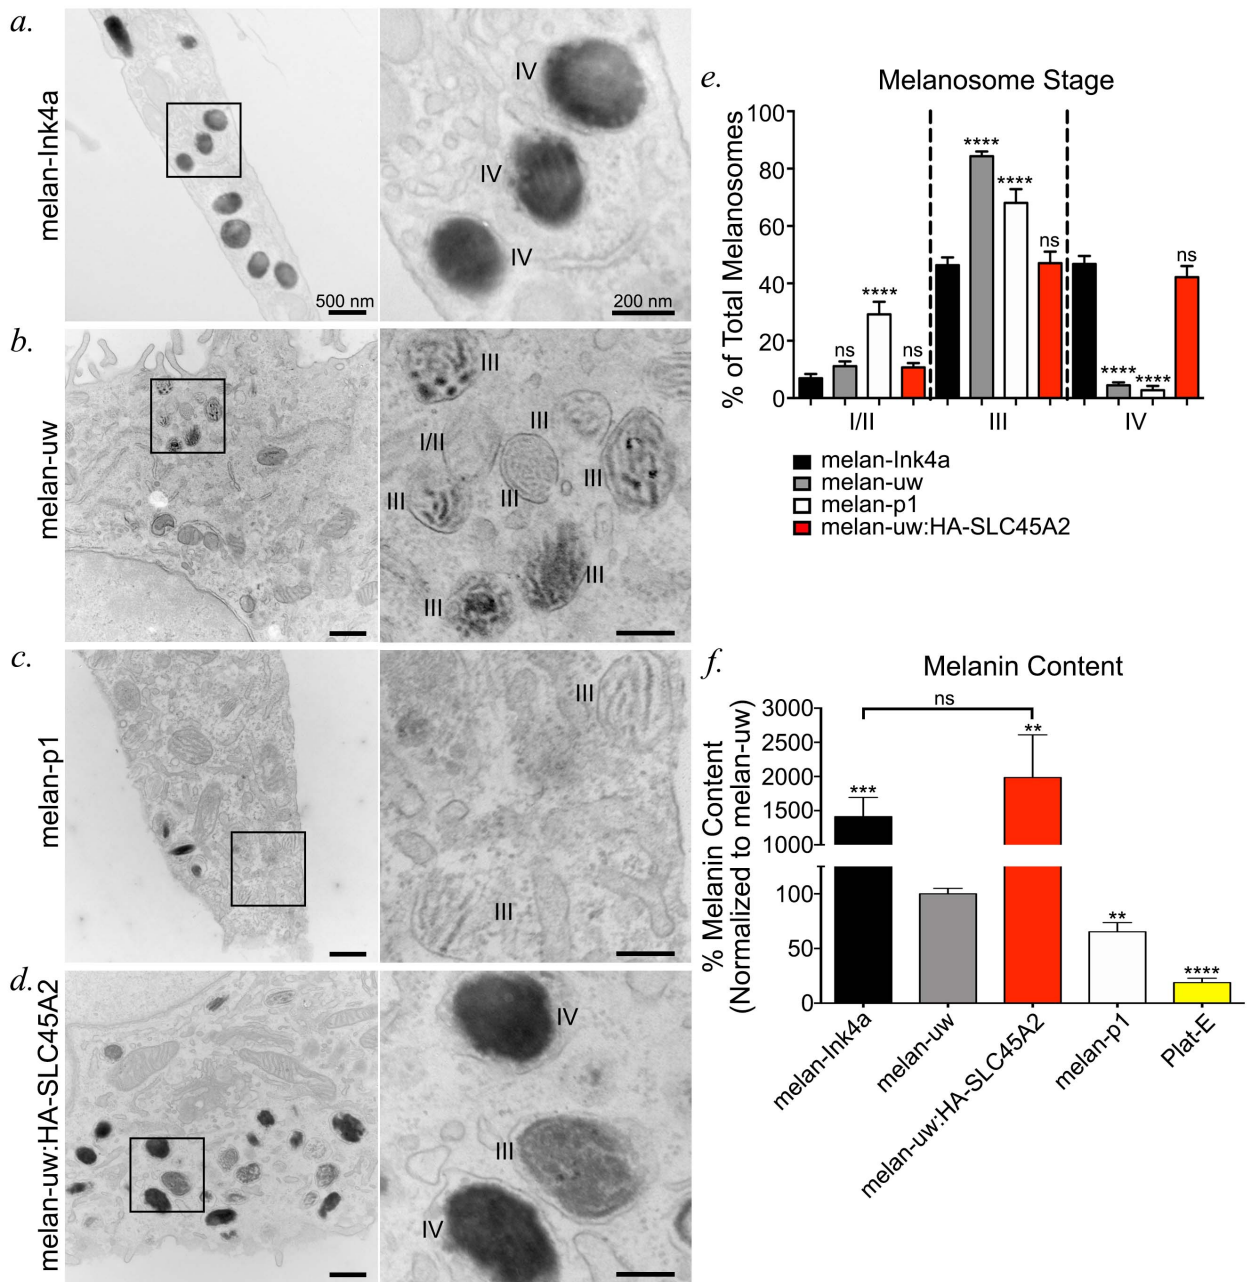 a.
melan-Ink4a
500 nm
IV
IV
IV
200 nm
b.
melan-uw
III
I/II
III
III
III
III
III
c.
melan-p1
III
III
d.
melan-uw:HA-SLC45A2
IV
III
IV
e.
Melanosome Stage
% of Total Melanosomes
100
80
60
40
20
0
ns
****
ns
****
****
ns
****
****
ns
I/II
III
IV
melan-Ink4a
melan-uw
melan-p1
melan-uw:HA-SLC45A2
f.
Melanin Content
% Melanin Content
(Normalized to melan-uw)
3000
2500
2000
1500
1000
100
50
0
ns
***
**
**
****
melan-Ink4a
melan-uw
melan-uw:HA-SLC45A2
melan-p1
Plat-E